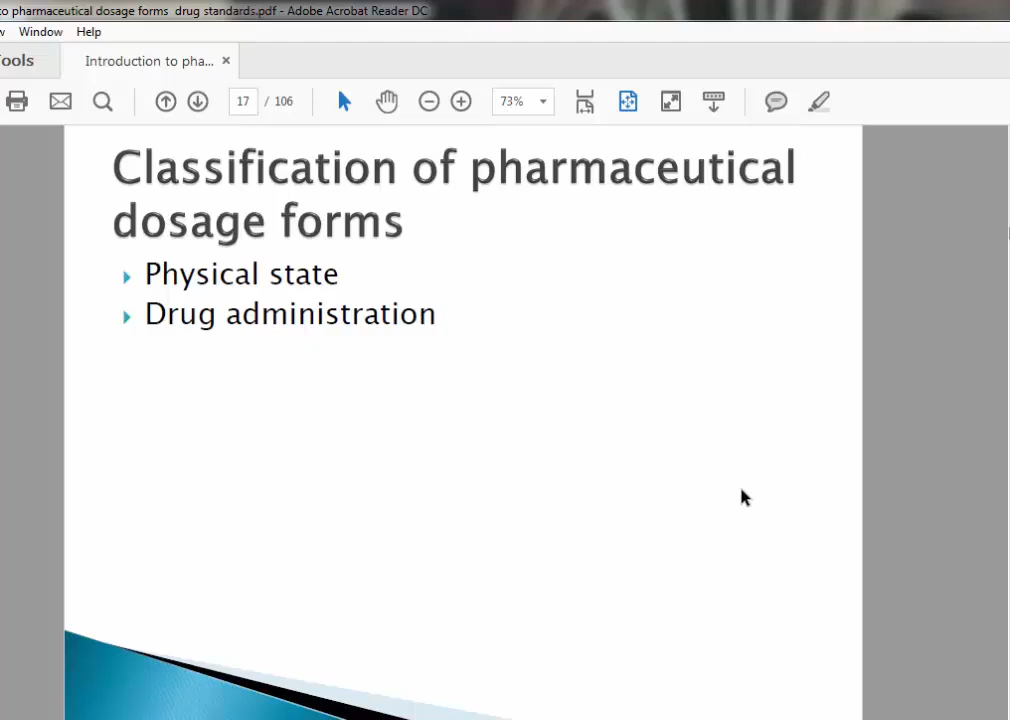 o pharmaceutical dosage forms drug standards.pdf - Adobe Acrobat Reader DC
w Window Help
ools Introduction to pha... ×
17 / 106 73%
Classification of pharmaceutical
dosage forms
Physical state
Drug administration